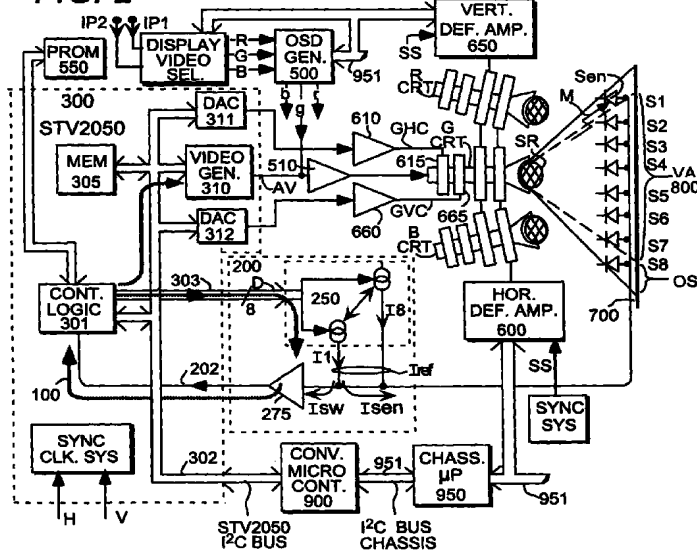 IP2
IP1
PROM
550
DISPLAY
VIDEO
SEL.
R
G
B
OSD
GEN.
500
951
SS
VERT.
DEF. AMP.
650
b
g
r
300
STV2050
DAC
311
MEM
305
VIDEO
GEN.
310
AV
DAC
312
510
610
GHC
615
660
GVC
665
R
CRT
G
CRT
B
CRT
SR
M
Sen
S1
S2
S3
S4
S5
S6
S7
S8
VA
800
OS
700
CONT.
LOGIC
301
303
200
D
8
250
I8
I1
Iref
Isw
Isen
275
202
100
HOR.
DEF. AMP.
600
SS
SYNC
SYS
SYNC
CLK. SYS
H
V
302
STV2050
I²C BUS
CONV.
MICRO
CONT.
900
951
I²C BUS
CHASSIS
CHASS.
µP
950
951